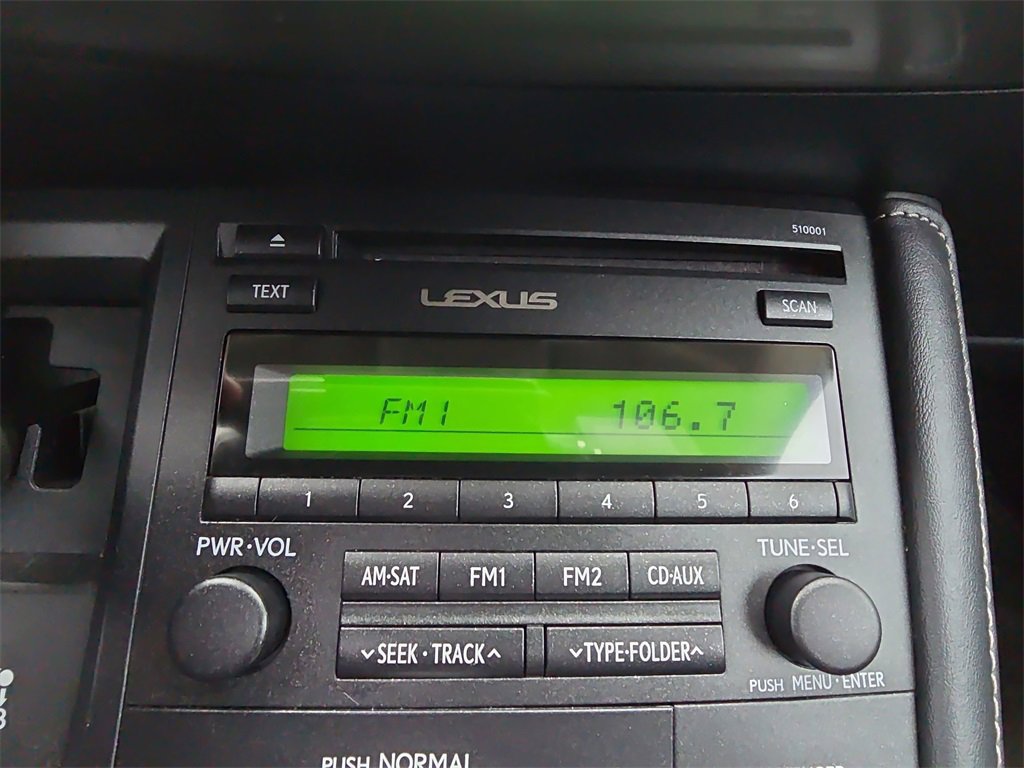 510001
TEXT
LEXUS
SCAN
FM1 106.7
1 2 3 4 5 6
PWR·VOL
TUNE·SEL
AM·SAT FM1 FM2 CD·AUX
SEEK·TRACK
TYPE·FOLDER
PUSH MENU·ENTER
PUSH NORMAL